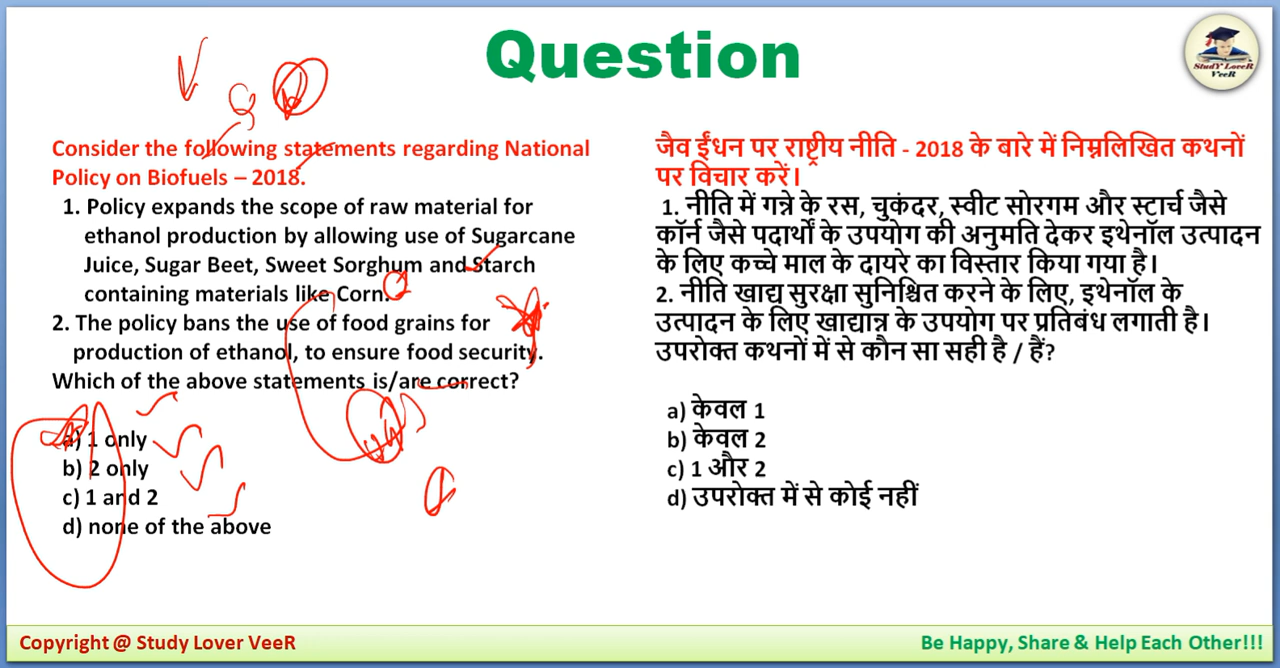 Question
StudY LoveR
VeeR
Consider the following statements regarding National
Policy on Biofuels – 2018.
1. Policy expands the scope of raw material for
ethanol production by allowing use of Sugarcane
Juice, Sugar Beet, Sweet Sorghum and Starch
containing materials like Corn.
2. The policy bans the use of food grains for
production of ethanol, to ensure food security.
Which of the above statements is/are correct?
a) 1 only
b) 2 only
c) 1 and 2
d) none of the above
जैव ईंधन पर राष्ट्रीय नीति - 2018 के बारे में निम्नलिखित कथनों
पर विचार करें।
1. नीति में गन्ने के रस, चुकंदर, स्वीट सोरगम और स्टार्च जैसे
कॉर्न जैसे पदार्थों के उपयोग की अनुमति देकर इथेनॉल उत्पादन
के लिए कच्चे माल के दायरे का विस्तार किया गया है।
2. नीति खाद्य सुरक्षा सुनिश्चित करने के लिए, इथेनॉल के
उत्पादन के लिए खाद्यान्न के उपयोग पर प्रतिबंध लगाती है।
उपरोक्त कथनों में से कौन सा सही है / हैं?
a) केवल 1
b) केवल 2
c) 1 और 2
d) उपरोक्त में से कोई नहीं
Copyright @ Study Lover VeeR
Be Happy, Share & Help Each Other!!!